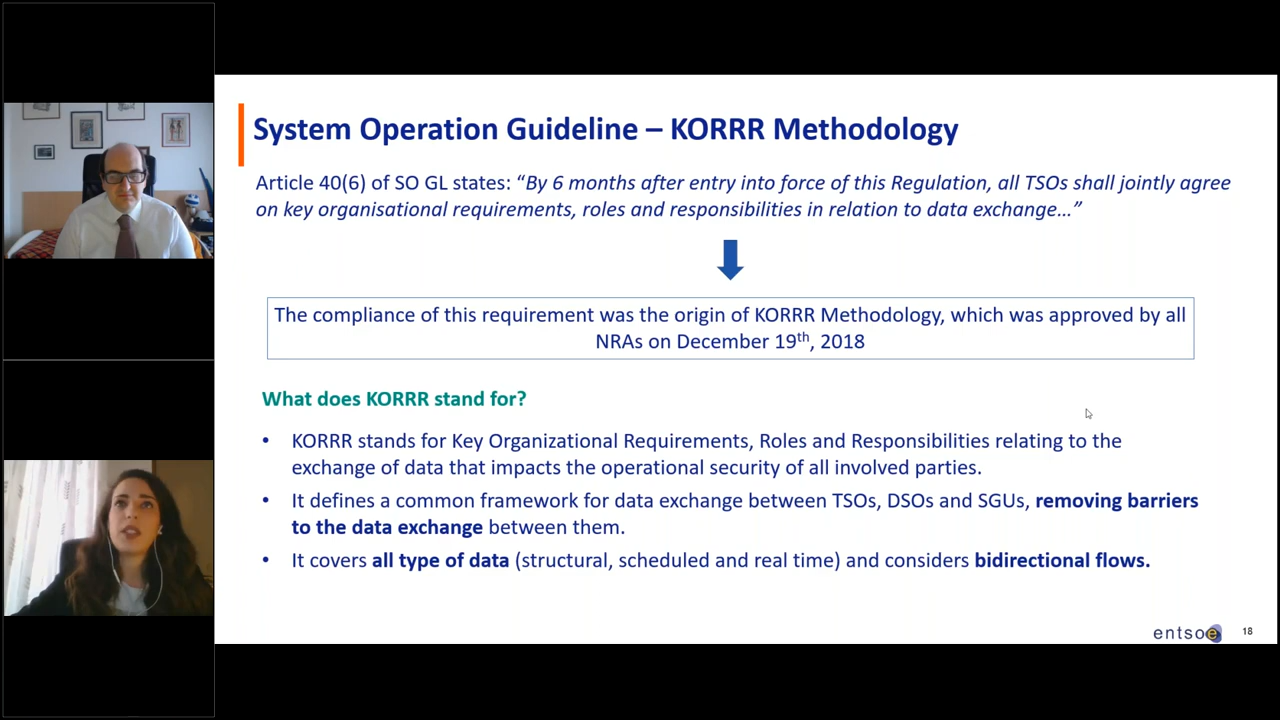 System Operation Guideline – KORRR Methodology
Article 40(6) of SO GL states: “By 6 months after entry into force of this Regulation, all TSOs shall jointly agree
on key organisational requirements, roles and responsibilities in relation to data exchange…”
The compliance of this requirement was the origin of KORRR Methodology, which was approved by all
NRAs on December 19th, 2018
What does KORRR stand for?
• KORRR stands for Key Organizational Requirements, Roles and Responsibilities relating to the
exchange of data that impacts the operational security of all involved parties.
• It defines a common framework for data exchange between TSOs, DSOs and SGUs, removing barriers
to the data exchange between them.
• It covers all type of data (structural, scheduled and real time) and considers bidirectional flows.
entsoe
18